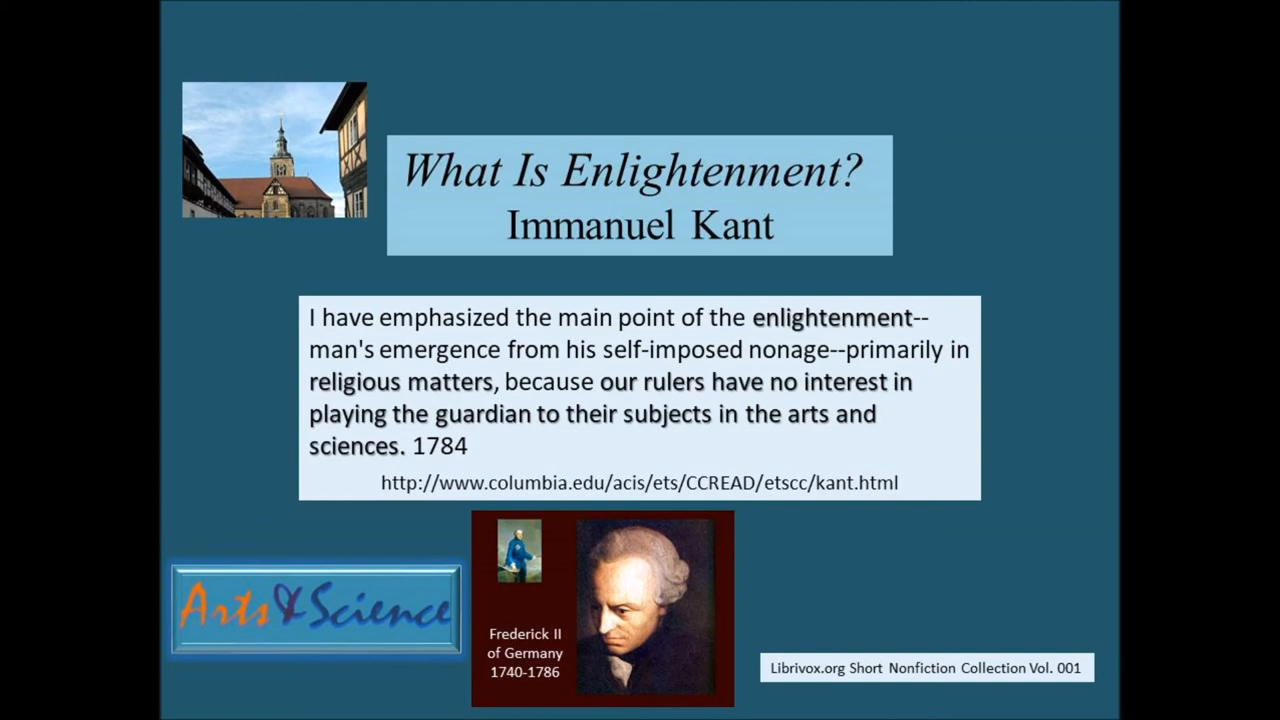 What Is Enlightenment?
Immanuel Kant
I have emphasized the main point of the enlightenment--
man's emergence from his self-imposed nonage--primarily in
religious matters, because our rulers have no interest in
playing the guardian to their subjects in the arts and
sciences. 1784
http://www.columbia.edu/acis/ets/CCREAD/etscc/kant.html
Arts&Science
Frederick II
of Germany
1740-1786
Librivox.org Short Nonfiction Collection Vol. 001